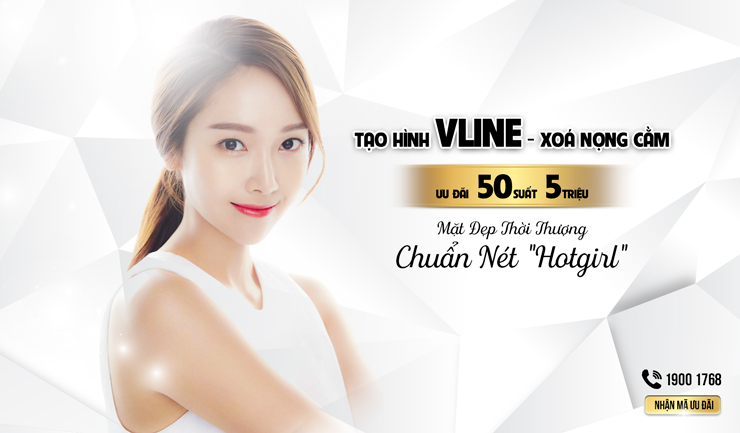 TẠO HÌNH VLINE - XOÁ NỌNG CẰM
ƯU ĐÃI 50 SUẤT 5 TRIỆU
Mặt Đẹp Thời Thượng
Chuẩn Nét "Hotgirl"
1900 1768
NHẬN MÃ ƯU ĐÃI